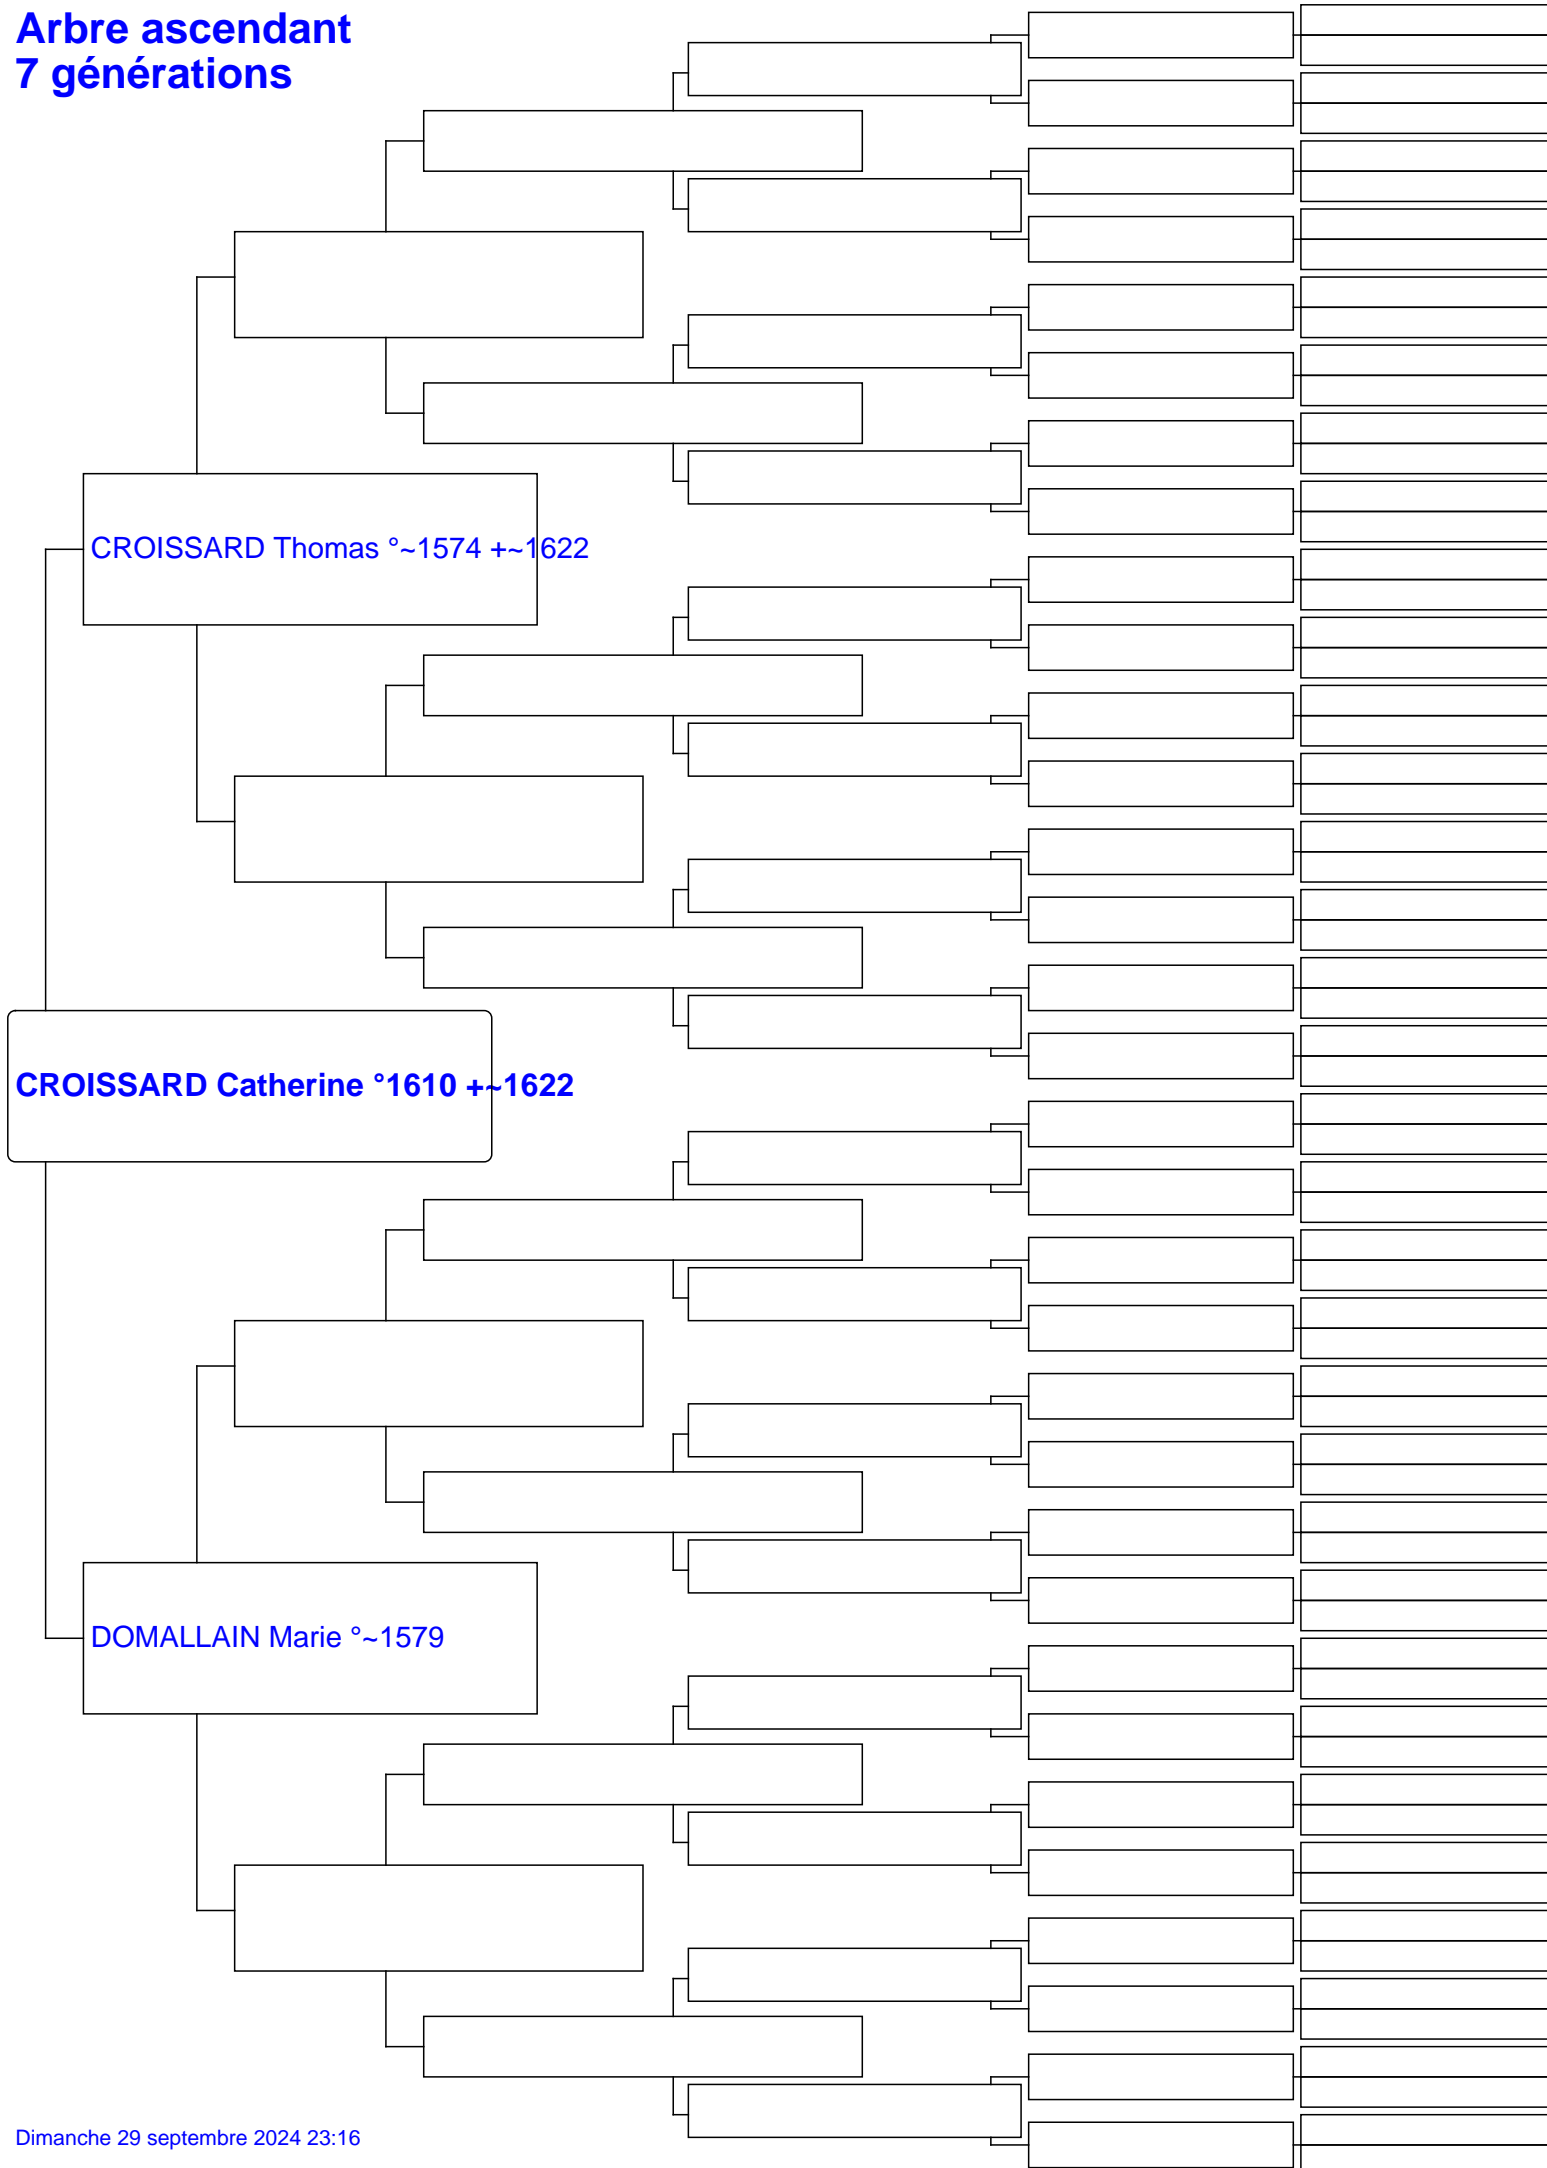 Arbre ascendant
7 générations
CROISSARD Thomas °~1574 +~1622
CROISSARD Catherine °1610 +~1622
DOMALLAIN Marie °~1579
Dimanche 29 septembre 2024 23:16